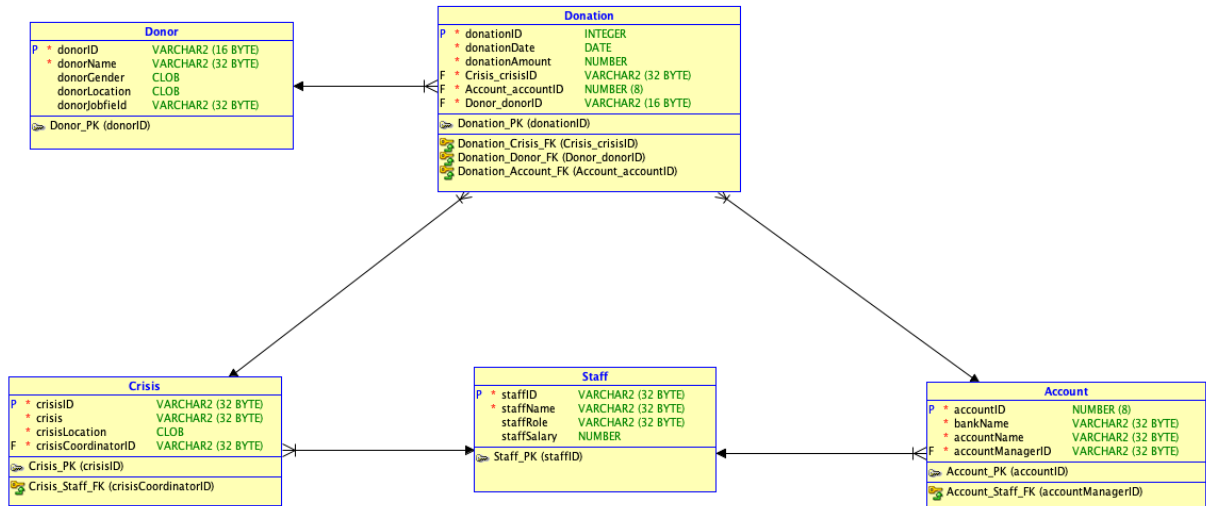 Donor
P * donorID VARCHAR2 (16 BYTE)
* donorName VARCHAR2 (32 BYTE)
donorGender CLOB
donorLocation CLOB
donorJobfield VARCHAR2 (32 BYTE)
Donor_PK (donorID)
Donation
P * donationID INTEGER
* donationDate DATE
* donationAmount NUMBER
F * Crisis_crisisID VARCHAR2 (32 BYTE)
F * Account_accountID NUMBER (8)
F * Donor_donorID VARCHAR2 (16 BYTE)
Donation_PK (donationID)
Donation_Crisis_FK (Crisis_crisisID)
Donation_Donor_FK (Donor_donorID)
Donation_Account_FK (Account_accountID)
Crisis
P * crisisID VARCHAR2 (32 BYTE)
* crisis VARCHAR2 (32 BYTE)
* crisisLocation CLOB
F * crisisCoordinatorID VARCHAR2 (32 BYTE)
Crisis_PK (crisisID)
Crisis_Staff_FK (crisisCoordinatorID)
Staff
P * staffID VARCHAR2 (32 BYTE)
* staffName VARCHAR2 (32 BYTE)
staffRole VARCHAR2 (32 BYTE)
staffSalary NUMBER
Staff_PK (staffID)
Account
P * accountID NUMBER (8)
* bankName VARCHAR2 (32 BYTE)
* accountName VARCHAR2 (32 BYTE)
F * accountManagerID VARCHAR2 (32 BYTE)
Account_PK (accountID)
Account_Staff_FK (accountManagerID)